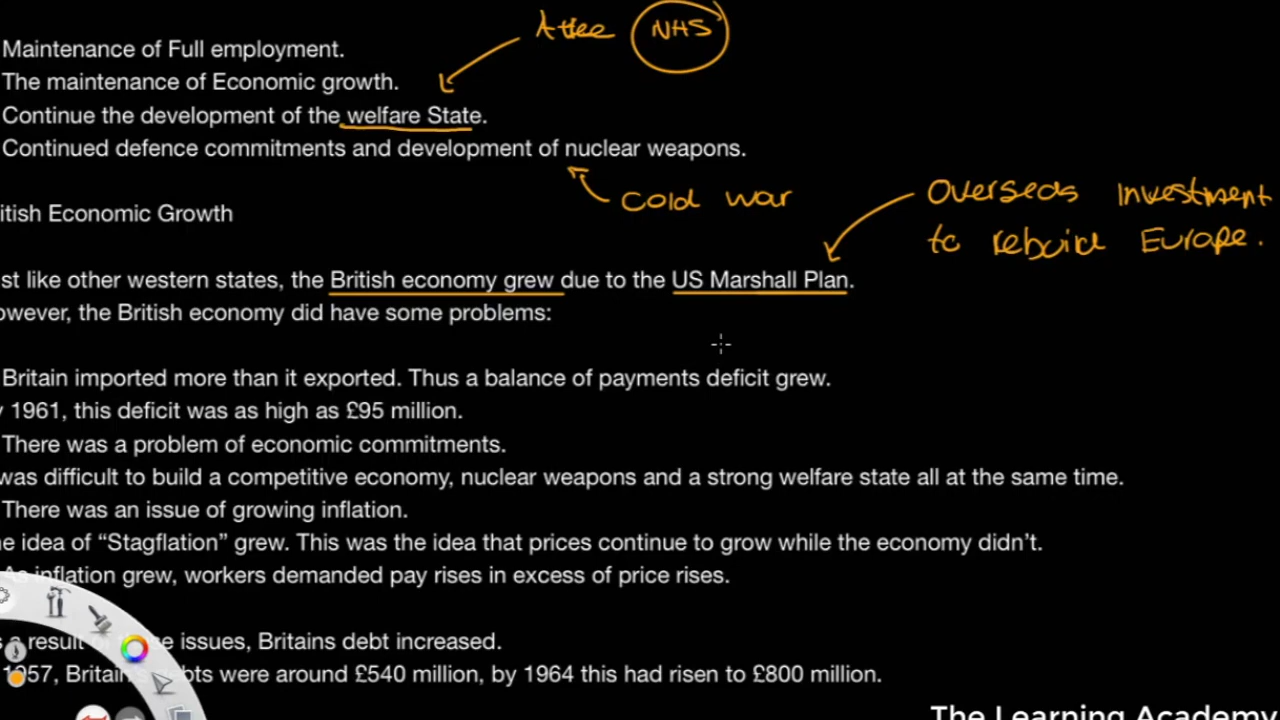 Attlee NHS
Maintenance of Full employment.
The maintenance of Economic growth.
Continue the development of the welfare State.
Continued defence commitments and development of nuclear weapons.
Cold war
Overseas Investment
to rebuild Europe.
itish Economic Growth
st like other western states, the British economy grew due to the US Marshall Plan.
owever, the British economy did have some problems:
Britain imported more than it exported. Thus a balance of payments deficit grew.
y 1961, this deficit was as high as £95 million.
There was a problem of economic commitments.
was difficult to build a competitive economy, nuclear weapons and a strong welfare state all at the same time.
There was an issue of growing inflation.
e idea of “Stagflation” grew. This was the idea that prices continue to grow while the economy didn’t.
As inflation grew, workers demanded pay rises in excess of price rises.
a result of these issues, Britains debt increased.
1957, Britain's debts were around £540 million, by 1964 this had risen to £800 million.
The Learning Academy